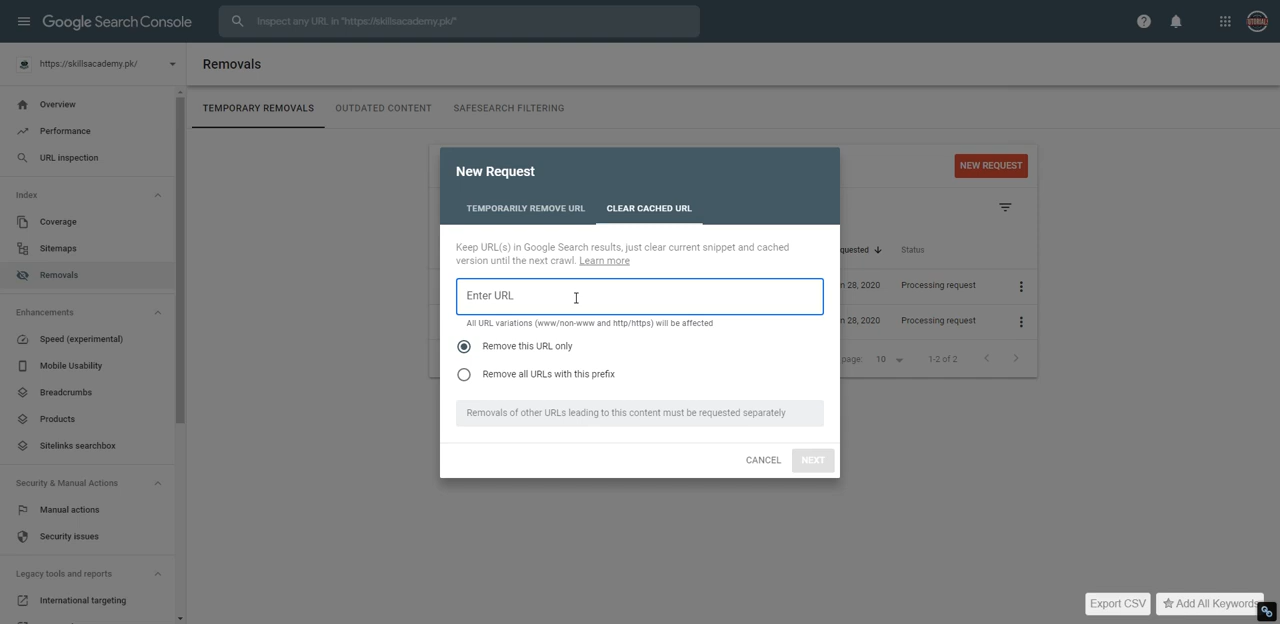 Google Search Console
Inspect any URL in "https://skillsacademy.pk/"
https://skillsacademy.pk/
Removals
Overview
Performance
URL inspection
Index
Coverage
Sitemaps
Removals
Enhancements
Speed (experimental)
Mobile Usability
Breadcrumbs
Products
Sitelinks searchbox
Security & Manual Actions
Manual actions
Security issues
Legacy tools and reports
International targeting
TEMPORARY REMOVALS OUTDATED CONTENT SAFESEARCH FILTERING
NEW REQUEST
New Request
TEMPORARILY REMOVE URL CLEAR CACHED URL
Keep URL(s) in Google Search results, just clear current snippet and cached
version until the next crawl. Learn more
Enter URL
All URL variations (www/non-www and http/https) will be affected
Remove this URL only
Remove all URLs with this prefix
Removals of other URLs leading to this content must be requested separately
CANCEL NEXT
quested Status
n 28, 2020 Processing request
n 28, 2020 Processing request
page: 10 1-2 of 2
Export CSV Add All Keywords